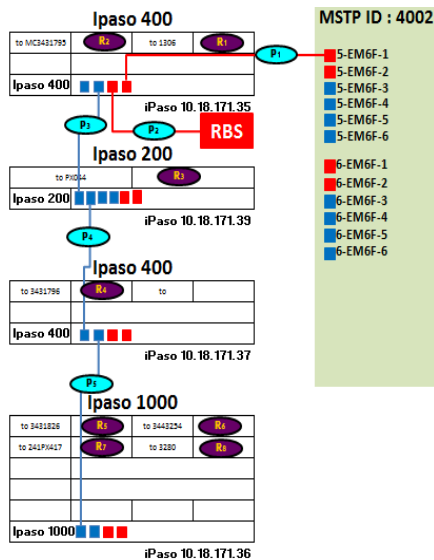 Ipaso 400
MSTP ID : 4002
to MC3431795 R2 to 1306 R1
P1
5-EM6F-1
5-EM6F-2
5-EM6F-3
5-EM6F-4
5-EM6F-5
5-EM6F-6
Ipaso 400
iPaso 10.18.171.35
P3
P2
RBS
6-EM6F-1
6-EM6F-2
6-EM6F-3
6-EM6F-4
6-EM6F-5
6-EM6F-6
Ipaso 200
to PX044 R3
Ipaso 200
iPaso 10.18.171.39
P4
Ipaso 400
to 3431796 R4 to
Ipaso 400
iPaso 10.18.171.37
P5
Ipaso 1000
to 3431826 R5 to 3443254 R6
to 241PX417 R7 to 3280 R8
Ipaso 1000
iPaso 10.18.171.36